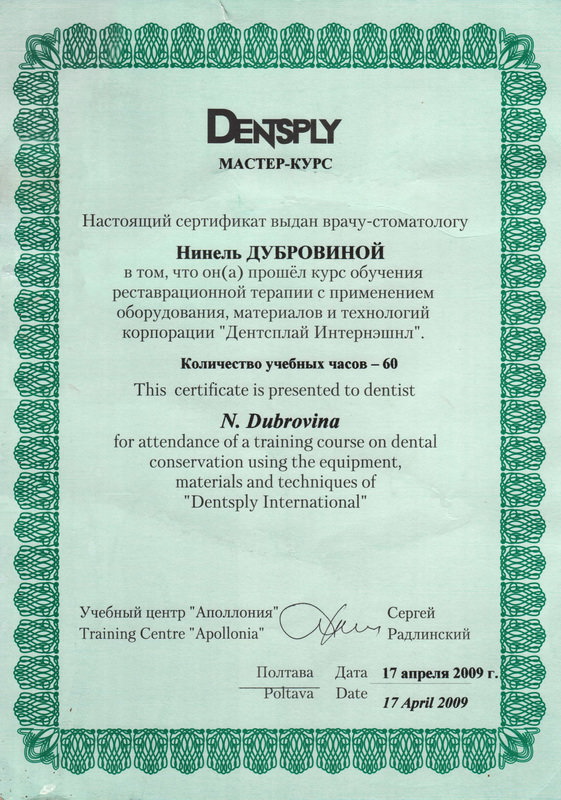 DENTSPLY
МАСТЕР-КУРС
Настоящий сертификат выдан врачу-стоматологу
Нинель ДУБРОВИНОЙ
в том, что он(а) прошёл курс обучения
реставрационной терапии с применением
оборудования, материалов и технологий
корпорации "Дентсплай Интернэшнл".
Количество учебных часов – 60
This certificate is presented to dentist
N. Dubrovina
for attendance of a training course on dental
conservation using the equipment,
materials and techniques of
"Dentsply International"
Учебный центр "Аполлония" Сергей
Training Centre "Apollonia" Радлинский
Полтава Дата 17 апреля 2009 г.
Poltava Date 17 April 2009